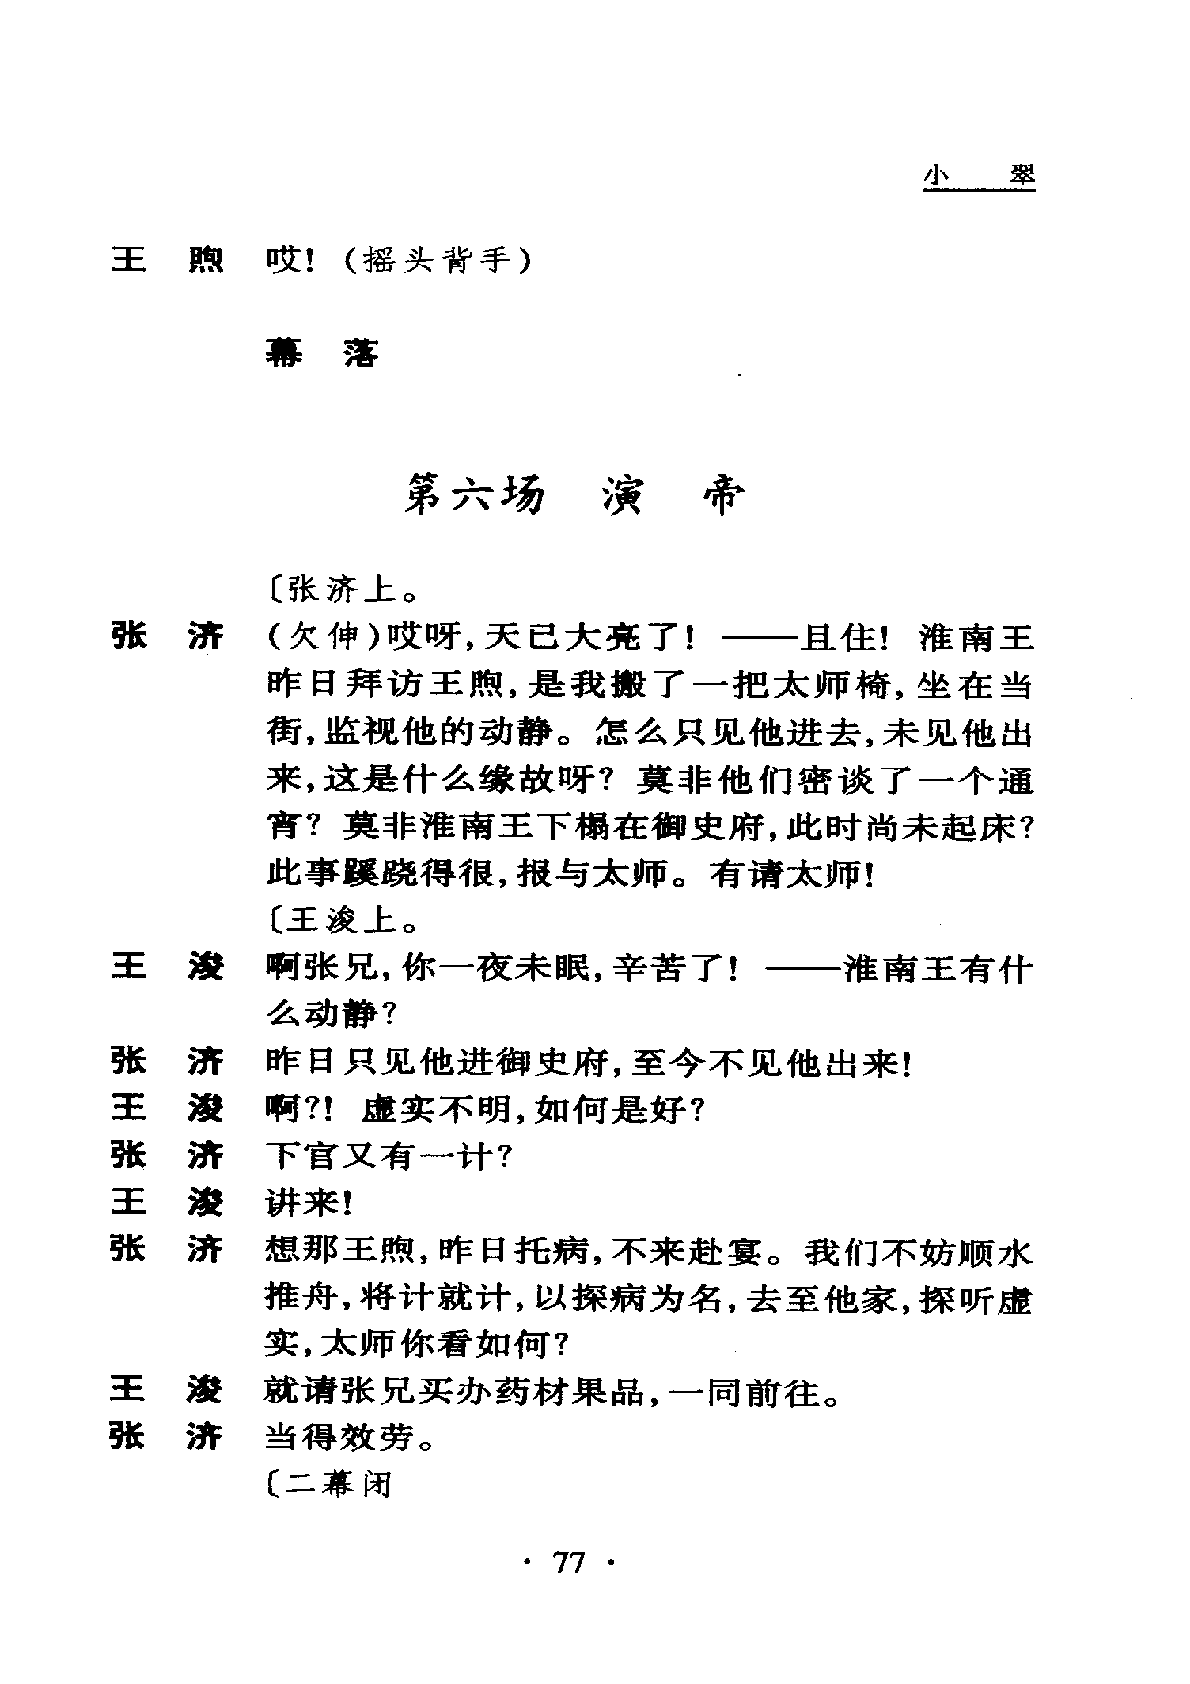 小　　翠
王　煦　哎！（摇头背手）
幕　落
第六场　演　帝
〔张济上。
张　济　（欠伸）哎呀，天已大亮了！——且住！淮南王
昨日拜访王煦，是我搬了一把太师椅，坐在当
街，监视他的动静。怎么只见他进去，未见他出
来，这是什么缘故呀？莫非他们密谈了一个通
宵？莫非淮南王下榻在御史府，此时尚未起床？
此事蹊跷得很，报与太师。有请太师！
〔王浚上。
王　浚　啊张兄，你一夜未眠，辛苦了！——淮南王有什
么动静？
张　济　昨日只见他进御史府，至今不见他出来！
王　浚　啊？！虚实不明，如何是好？
张　济　下官又有一计？
王　浚　讲来！
张　济　想那王煦，昨日托病，不来赴宴。我们不妨顺水
推舟，将计就计，以探病为名，去至他家，探听虚
实，太师你看如何？
王　浚　就请张兄买办药材果品，一同前往。
张　济　当得效劳。
〔二幕闭
· 77 ·